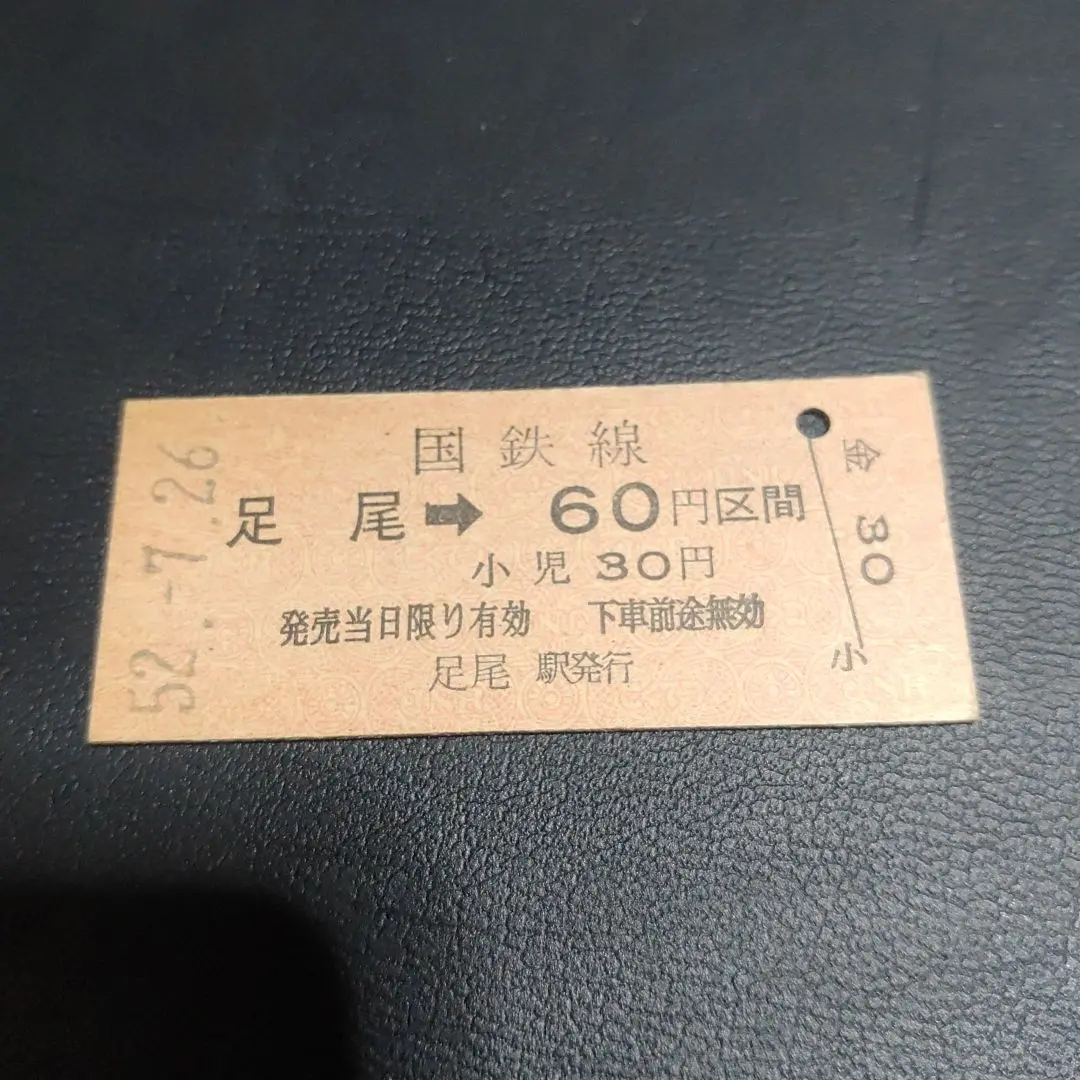 国鉄線
足尾➡60円区間
小児30円
発売当日限り有効 下車前途無効
足尾駅発行
52.-7.26
小 金 30